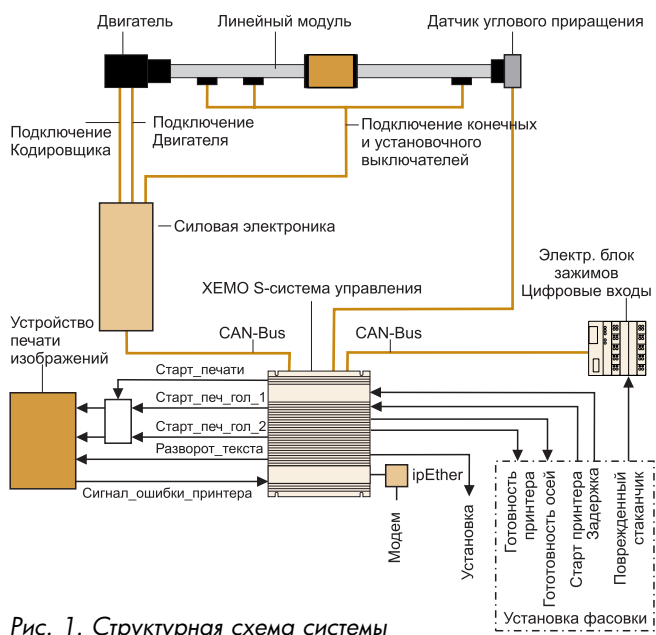 Двигатель
Линейный модуль
Датчик углового приращения
Подключение
Кодировщика
Подключение
Двигателя
Подключение конечных
и установочного
выключателей
Силовая электроника
Электр. блок
зажимов
Цифровые входы
XEMO S-система управления
Устройство
печати
изображений
CAN-Bus
CAN-Bus
Старт_печати
Старт_печ_гол_1
Старт_печ_гол_2
Разворот_текста
Сигнал_ошибки_принтера
ipEther
Модем
Установка
Готовность
принтера
Гототовность осей
Старт принтера
Задержка
Поврежденный
стаканчик
Установка фасовки
Рис. 1. Структурная схема системы